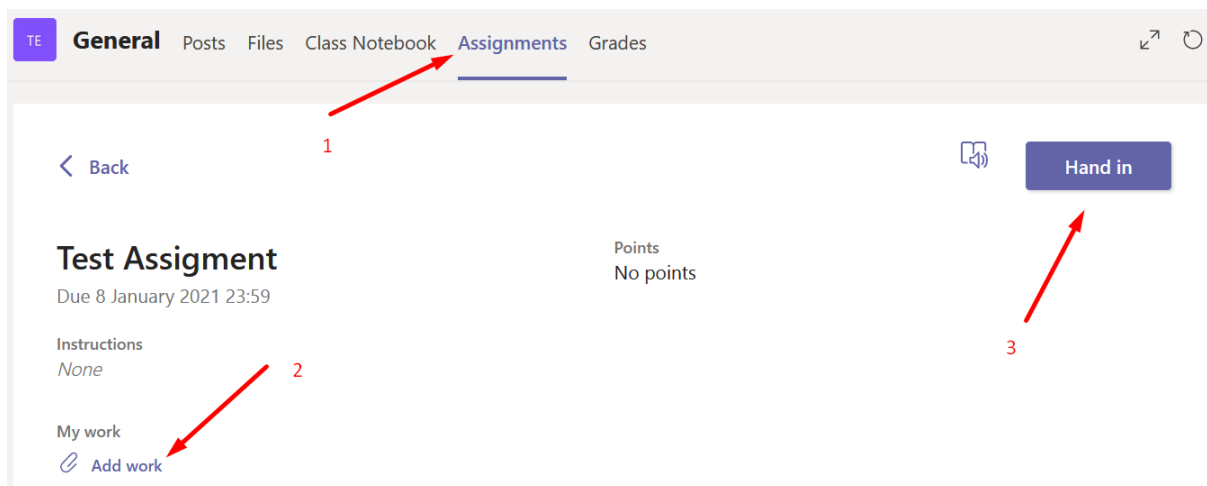 TE General Posts Files Class Notebook Assignments Grades
1
Back
Hand in
Test Assigment
Due 8 January 2021 23:59
Points
No points
Instructions
None
2
3
My work
Add work